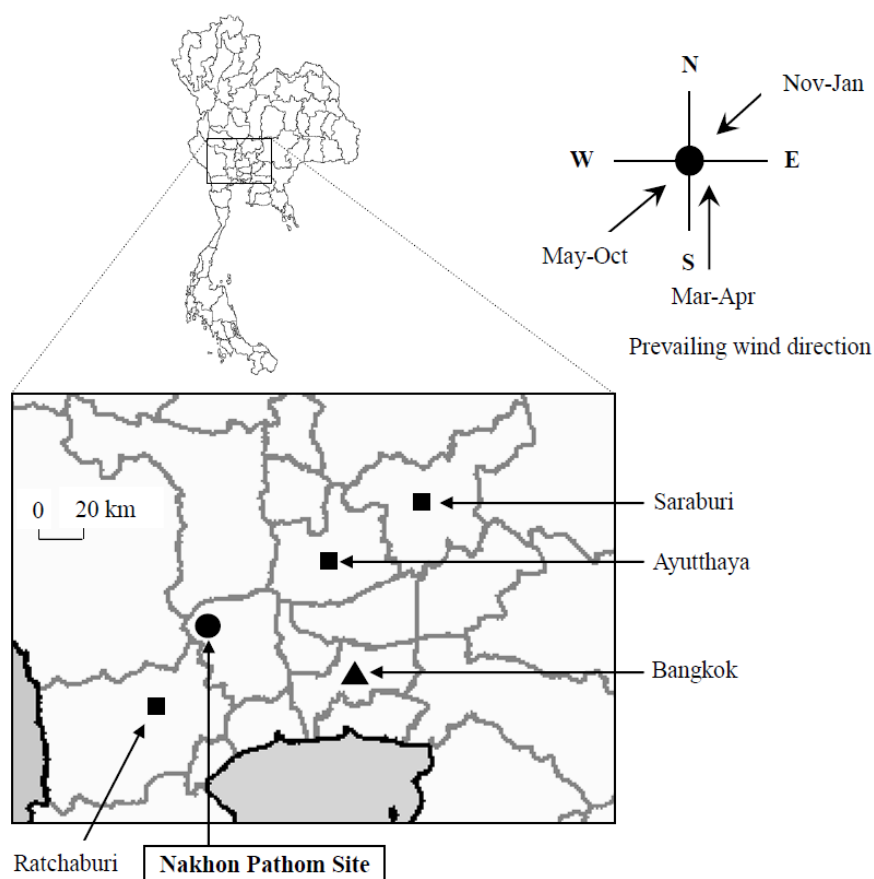 N
Nov-Jan
W
E
May-Oct
S
Mar-Apr
Prevailing wind direction
0 20 km
Saraburi
Ayutthaya
Bangkok
Ratchaburi
Nakhon Pathom Site